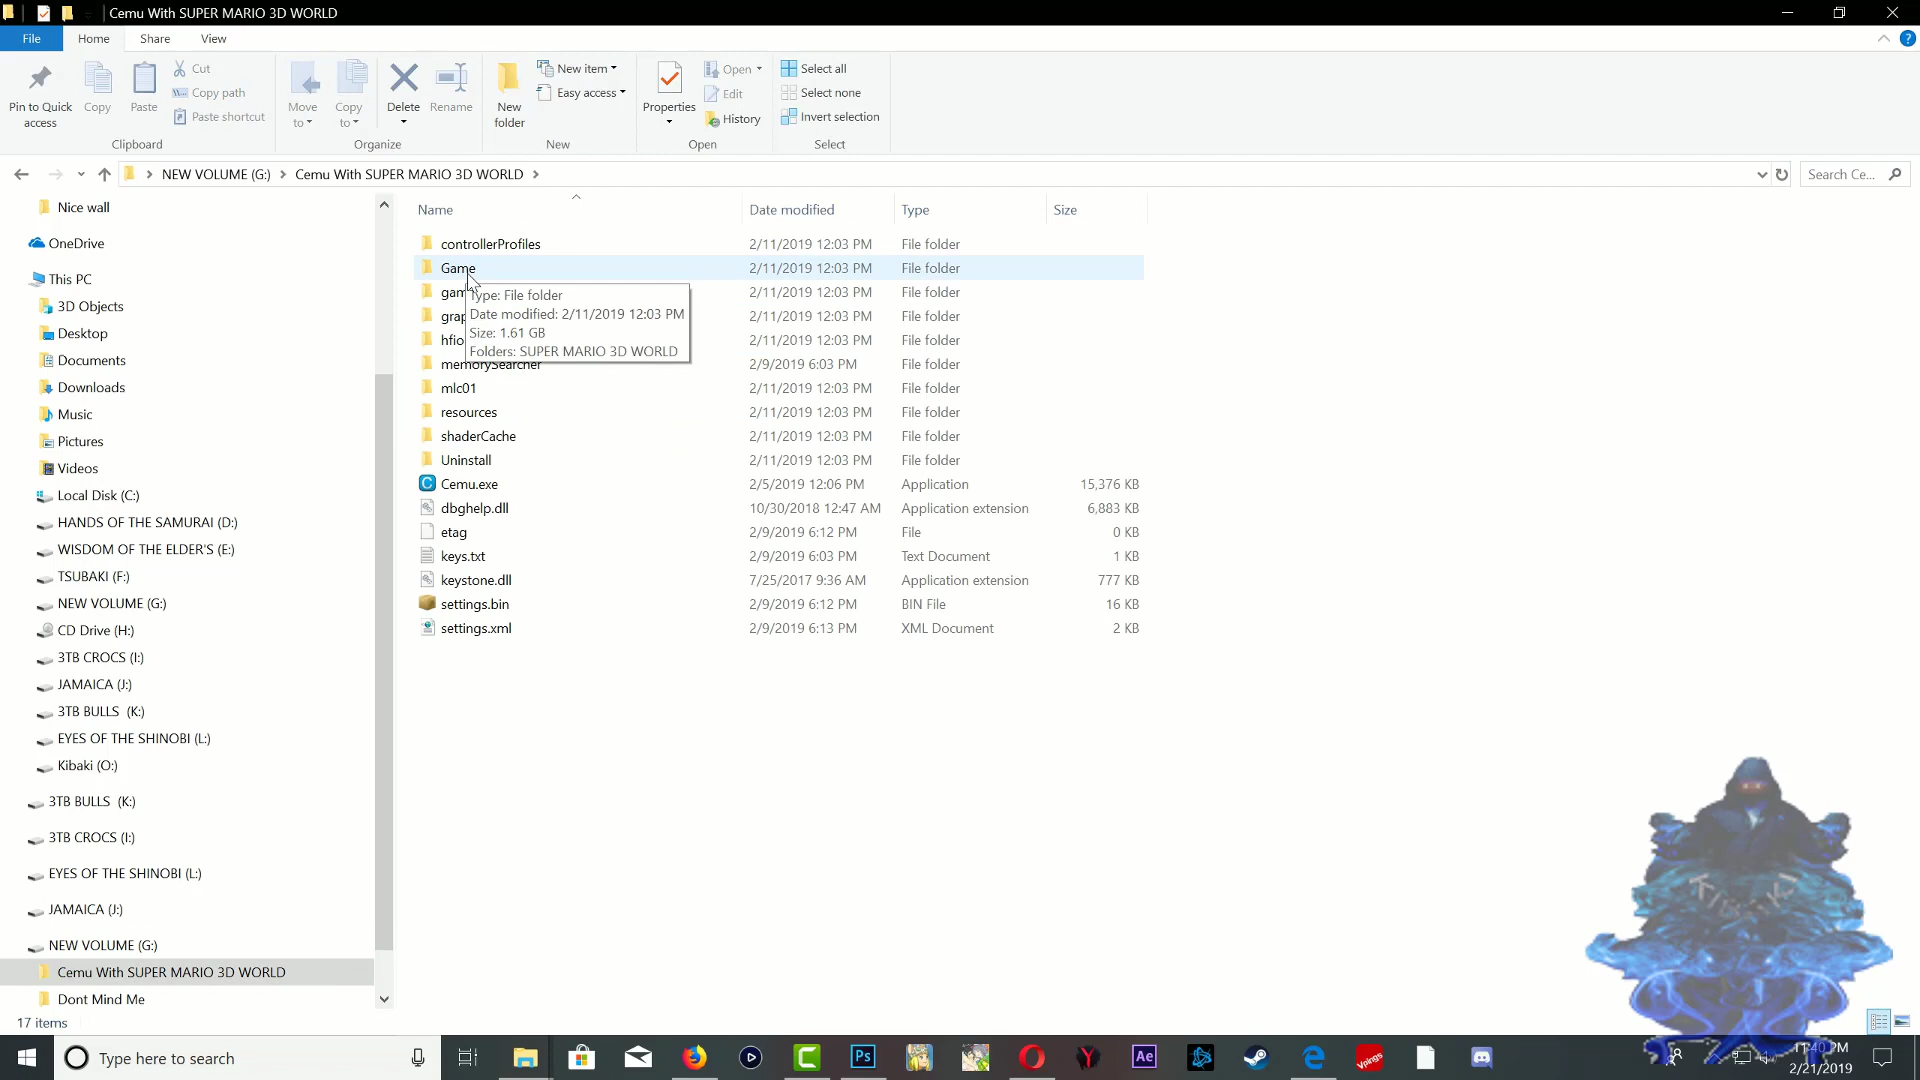 Cemu With SUPER MARIO 3D WORLD
File Home Share View
Pin to Quick access
Copy
Paste
Cut
Copy path
Paste shortcut
Clipboard
Move to
Copy to
Delete
Rename
Organize
New folder
New item
Easy access
New
Properties
Open
Edit
History
Open
Select all
Select none
Invert selection
Select
NEW VOLUME (G:) Cemu With SUPER MARIO 3D WORLD
Search Ce...
Nice wall
OneDrive
This PC
3D Objects
Desktop
Documents
Downloads
Music
Pictures
Videos
Local Disk (C:)
HANDS OF THE SAMURAI (D:)
WISDOM OF THE ELDER'S (E:)
TSUBAKI (F:)
NEW VOLUME (G:)
CD Drive (H:)
3TB CROCS (I:)
JAMAICA (J:)
3TB BULLS (K:)
EYES OF THE SHINOBI (L:)
Kibaki (O:)
3TB BULLS (K:)
3TB CROCS (I:)
EYES OF THE SHINOBI (L:)
JAMAICA (J:)
NEW VOLUME (G:)
Cemu With SUPER MARIO 3D WORLD
Dont Mind Me
Name Date modified Type Size
controllerProfiles 2/11/2019 12:03 PM File folder
Game 2/11/2019 12:03 PM File folder
gam 2/11/2019 12:03 PM File folder
grap 2/11/2019 12:03 PM File folder
hfio 2/11/2019 12:03 PM File folder
memorySearcher 2/9/2019 6:03 PM File folder
mlc01 2/11/2019 12:03 PM File folder
resources 2/11/2019 12:03 PM File folder
shaderCache 2/11/2019 12:03 PM File folder
Uninstall 2/11/2019 12:03 PM File folder
Cemu.exe 2/5/2019 12:06 PM Application 15,376 KB
dbghelp.dll 10/30/2018 12:47 AM Application extension 6,883 KB
etag 2/9/2019 6:12 PM File 0 KB
keys.txt 2/9/2019 6:03 PM Text Document 1 KB
keystone.dll 7/25/2017 9:36 AM Application extension 777 KB
settings.bin 2/9/2019 6:12 PM BIN File 16 KB
settings.xml 2/9/2019 6:13 PM XML Document 2 KB
Type: File folder
Date modified: 2/11/2019 12:03 PM
Size: 1.61 GB
Folders: SUPER MARIO 3D WORLD
17 items
Type here to search
Ps
Ae
Vpings
11:40 PM
2/21/2019